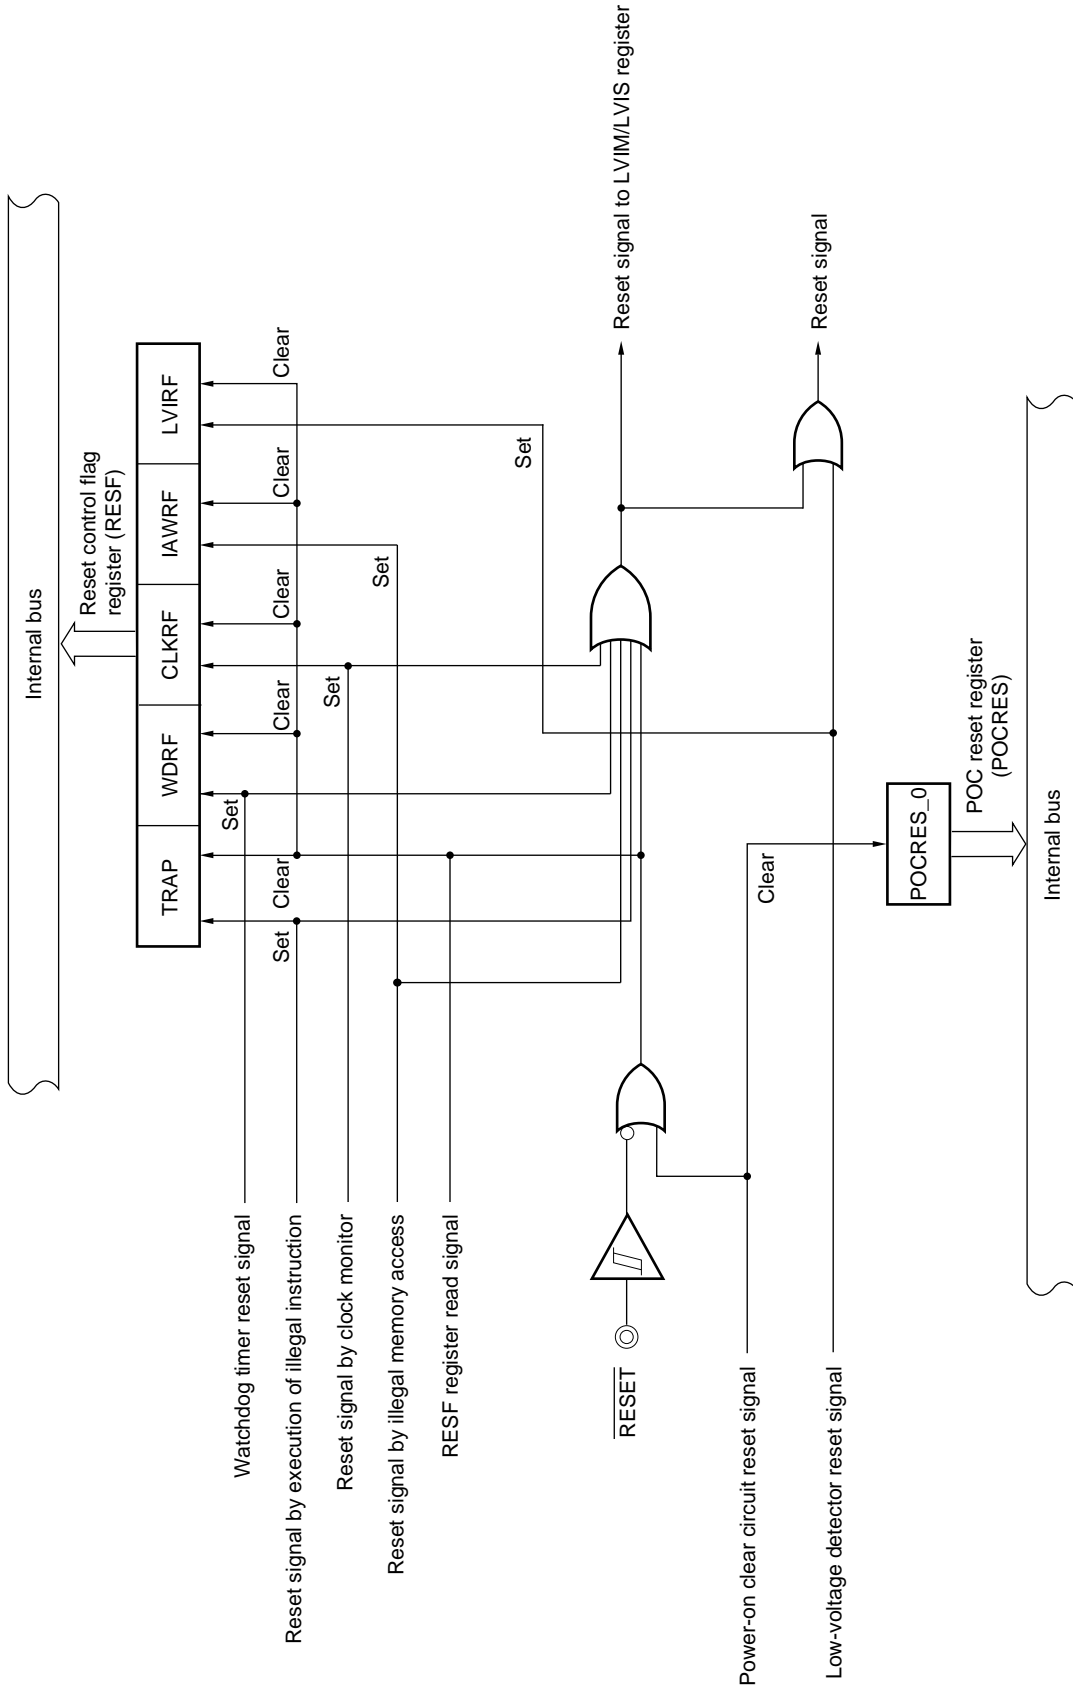 Internal bus
Reset control flag
register (RESF)
TRAP
WDRF
CLKRF
IAWRF
LVIRF
Set
Clear
Set
Clear
Set
Clear
Set
Clear
Set
Clear
Watchdog timer reset signal
Reset signal by execution of illegal instruction
Reset signal by clock monitor
Reset signal by illegal memory access
RESF register read signal
RESET
Reset signal to LVIM/LVIS register
Power-on clear circuit reset signal
Clear
Low-voltage detector reset signal
Reset signal
POCRES_0
POC reset register
(POCRES)
Internal bus